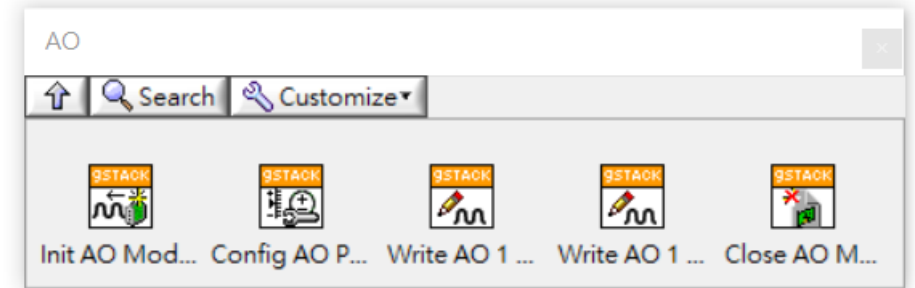 AO
Search Customize
9STACK 9STACK 9STACK 9STACK 9STACK
Init AO Mod... Config AO P... Write AO 1 ... Write AO 1 ... Close AO M...